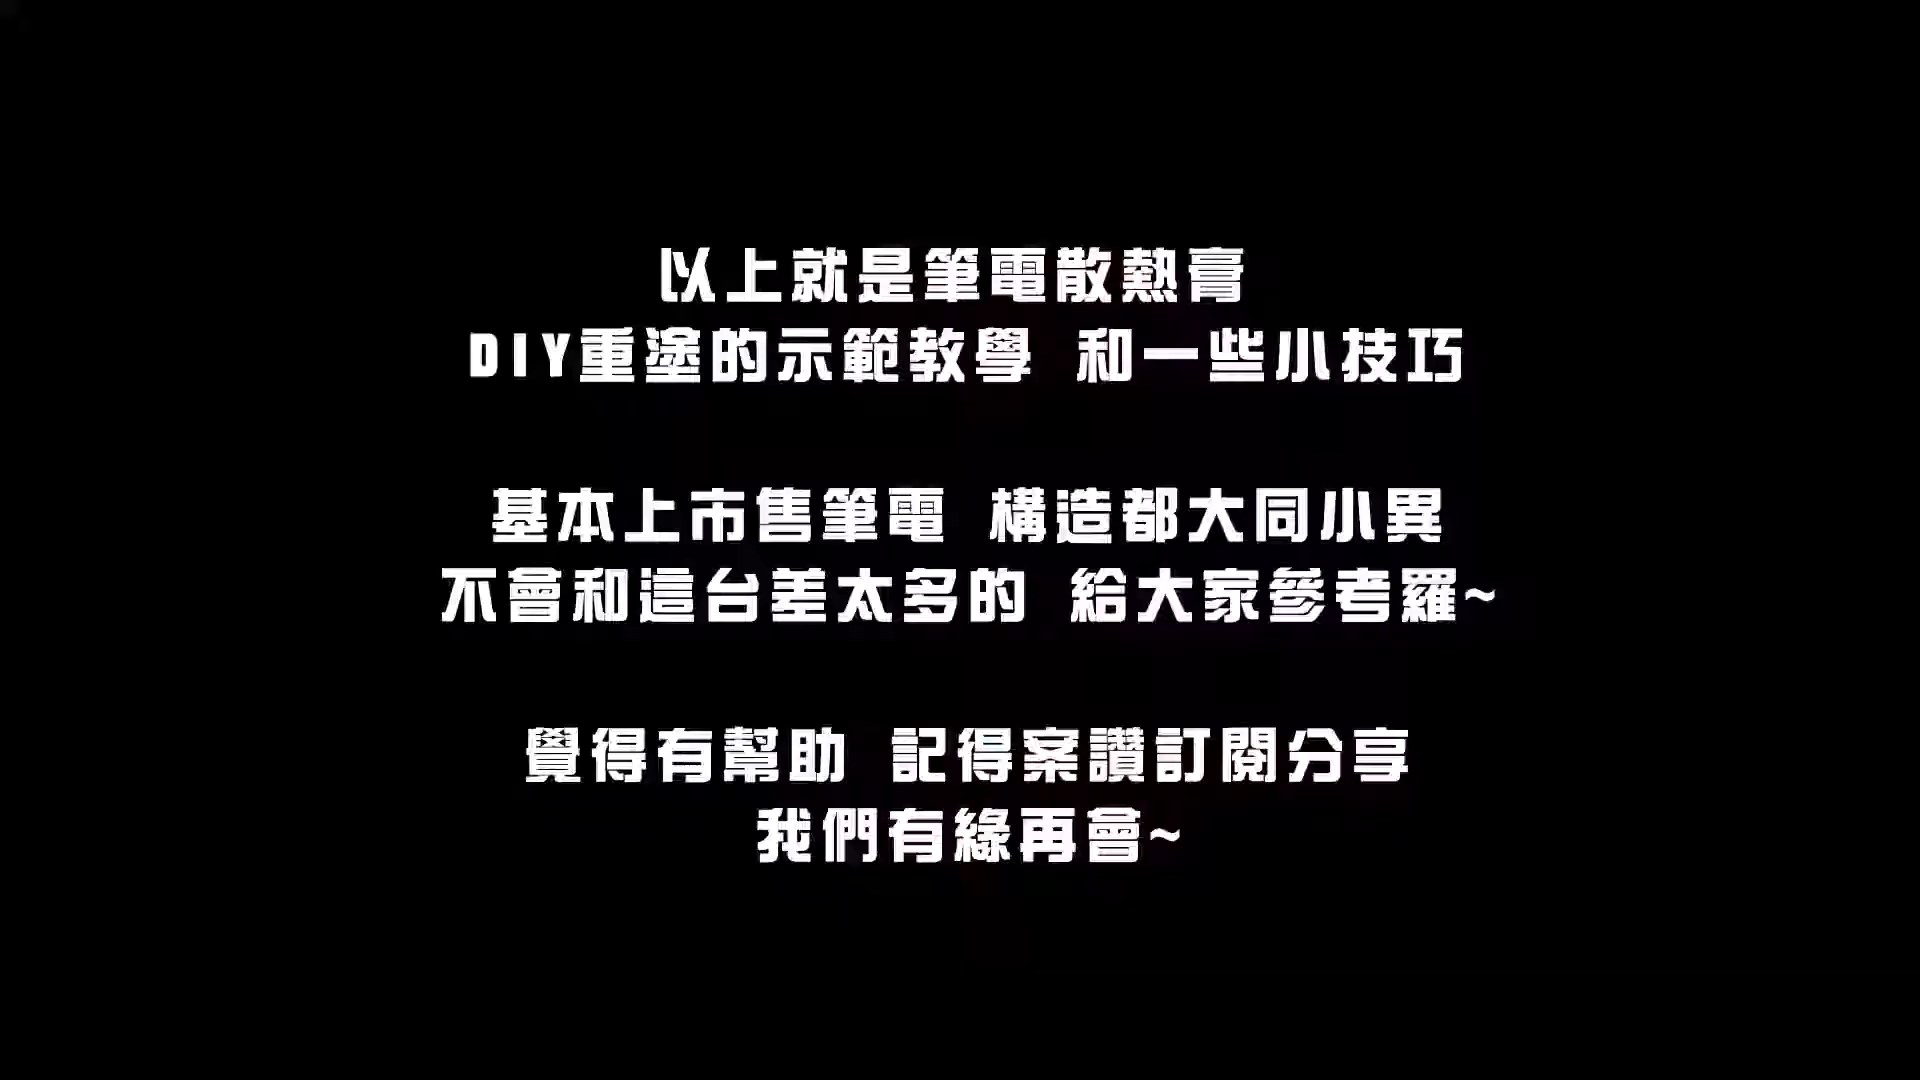 以上就是筆電散熱膏
DIY重塗的示範教學 和一些小技巧
基本上市售筆電 構造都大同小異
不會和這台差太多的 給大家參考羅~
覺得有幫助 記得案讚訂閱分享
我們有緣再會~